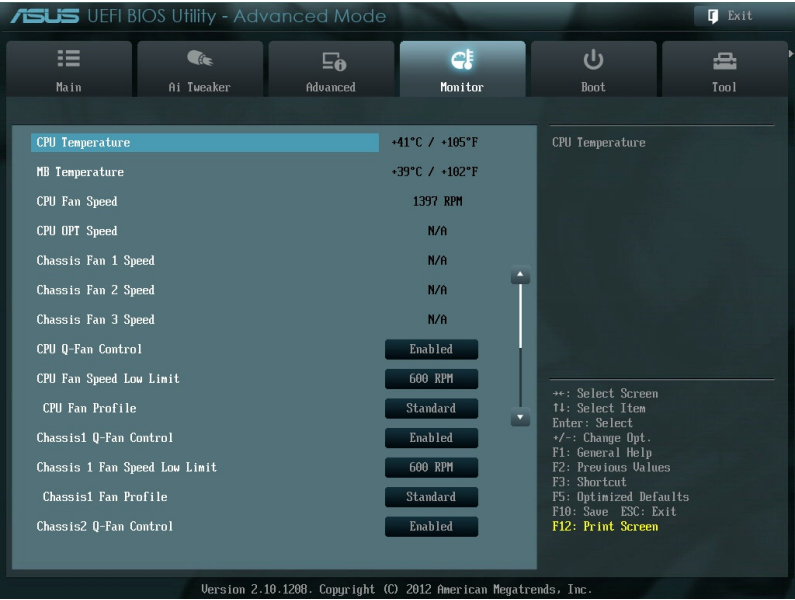 ASUS UEFI BIOS Utility - Advanced Mode
Exit
Main Ai Tweaker Advanced Monitor Boot Tool
CPU Temperature +41°C / +105°F
MB Temperature +39°C / +102°F
CPU Fan Speed 1397 RPM
CPU OPT Speed N/A
Chassis Fan 1 Speed N/A
Chassis Fan 2 Speed N/A
Chassis Fan 3 Speed N/A
CPU Q-Fan Control Enabled
CPU Fan Speed Low Limit 600 RPM
CPU Fan Profile Standard
Chassis1 Q-Fan Control Enabled
Chassis 1 Fan Speed Low Limit 600 RPM
Chassis1 Fan Profile Standard
Chassis2 Q-Fan Control Enabled
CPU Temperature
→←: Select Screen
↑↓: Select Item
Enter: Select
+/-: Change Opt.
F1: General Help
F2: Previous Values
F3: Shortcut
F5: Optimized Defaults
F10: Save ESC: Exit
F12: Print Screen
Version 2.10.1208. Copyright (C) 2012 American Megatrends, Inc.